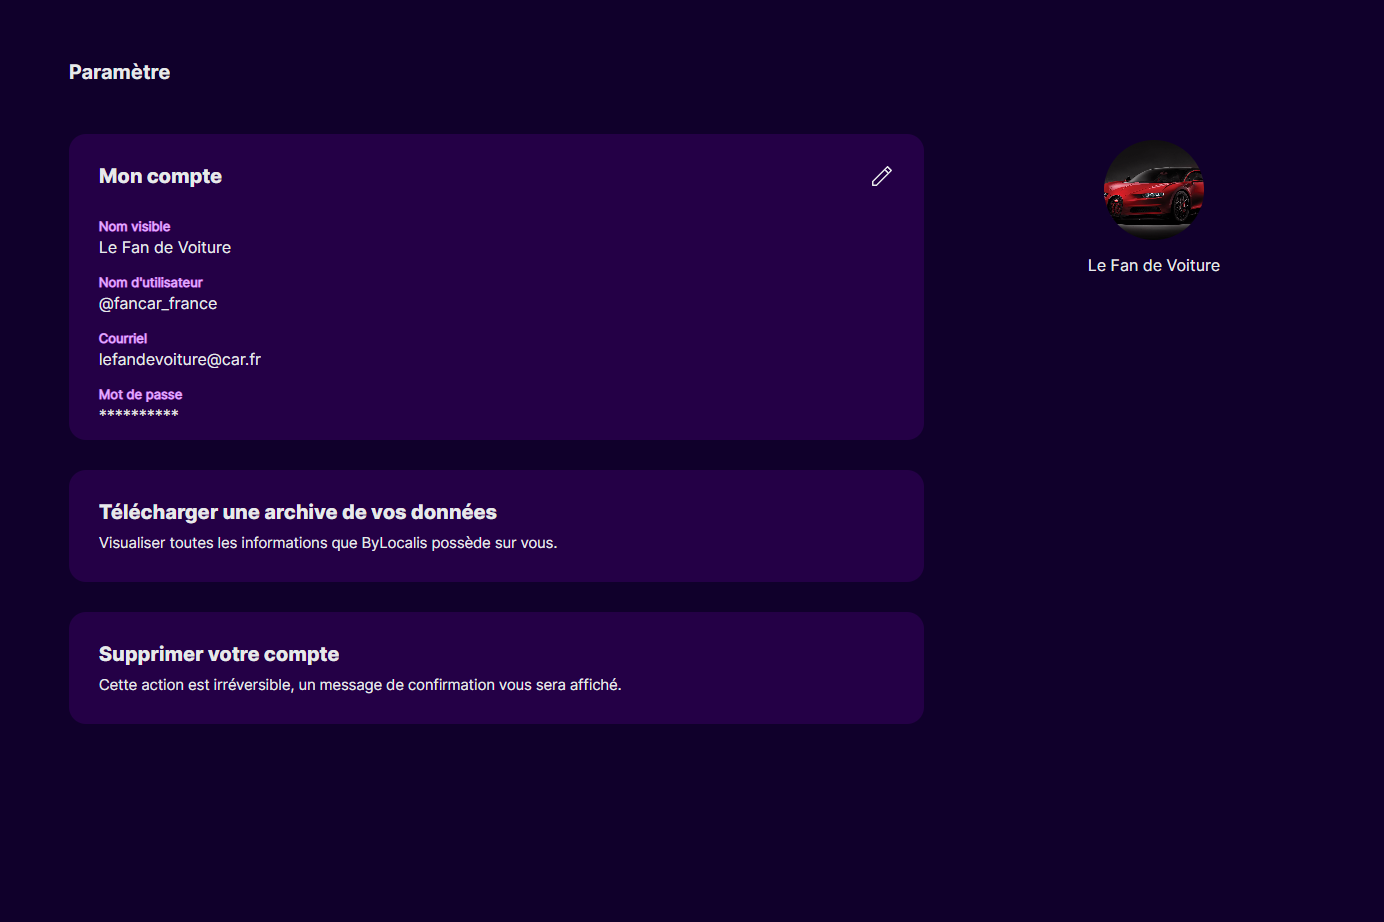 Paramètre
Mon compte
Nom visible
Le Fan de Voiture
Nom d'utilisateur
@fancar_france
Courriel
lefandevoiture@car.fr
Mot de passe
**********
Télécharger une archive de vos données
Visualiser toutes les informations que ByLocalis possède sur vous.
Supprimer votre compte
Cette action est irréversible, un message de confirmation vous sera affiché.
Le Fan de Voiture